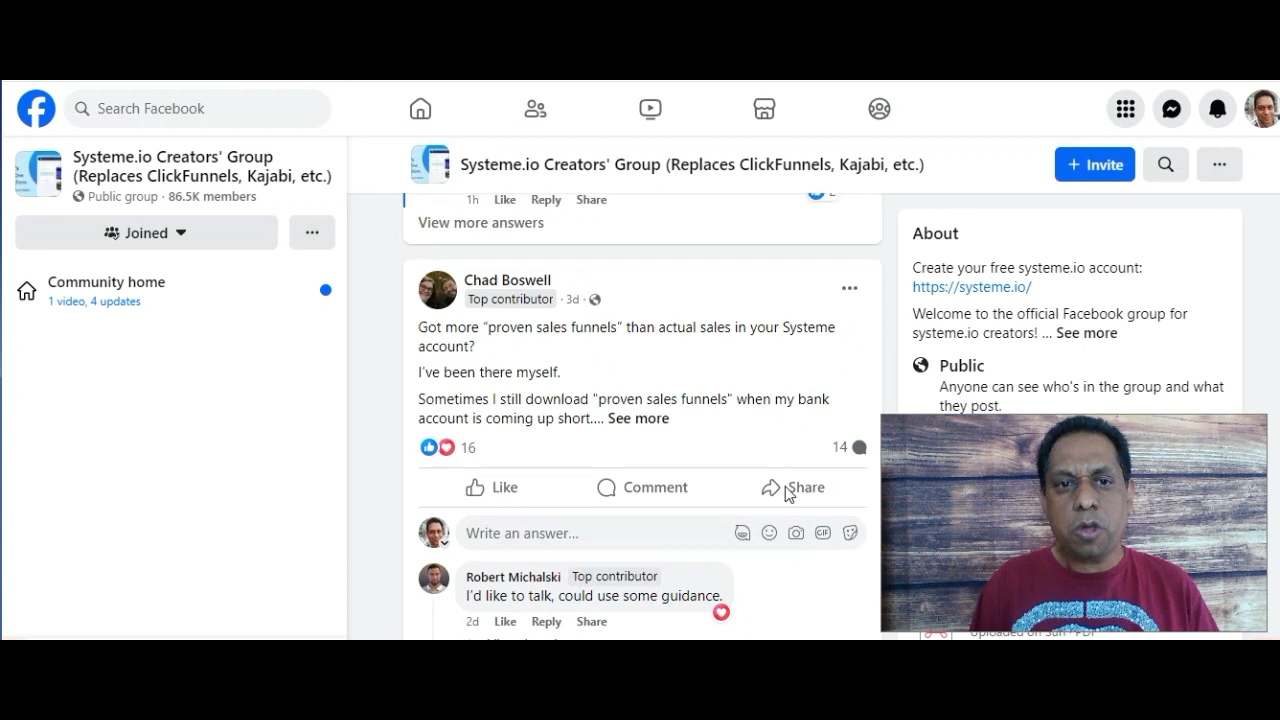 Search Facebook
Systeme.io Creators' Group
(Replaces ClickFunnels, Kajabi, etc.)
Public group · 86.5K members
Joined
Community home
1 video, 4 updates
Systeme.io Creators' Group (Replaces ClickFunnels, Kajabi, etc.)
+ Invite
1h Like Reply Share
View more answers
Chad Boswell
Top contributor · 3d ·
Got more “proven sales funnels” than actual sales in your Systeme
account?
I've been there myself.
Sometimes I still download “proven sales funnels” when my bank
account is coming up short.... See more
16
14
Like Comment Share
Write an answer...
GIF
Robert Michalski Top contributor
I'd like to talk, could use some guidance.
2d Like Reply Share
About
Create your free systeme.io account:
https://systeme.io/
Welcome to the official Facebook group for
systeme.io creators! ... See more
Public
Anyone can see who's in the group and what
they post.
Uploaded on Sun · PDF